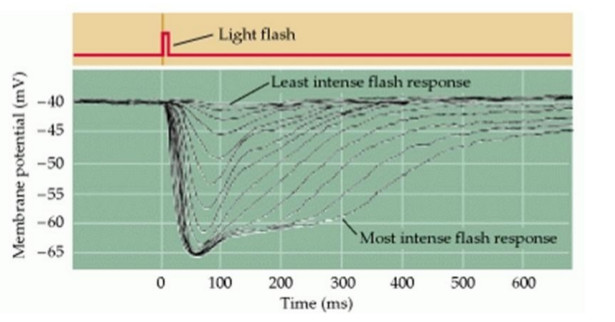 Light flash
Least intense flash response
Membrane potential (mV)
−40
−45
−50
−55
−60
−65
Most intense flash response
0 100 200 300 400 500 600
Time (ms)